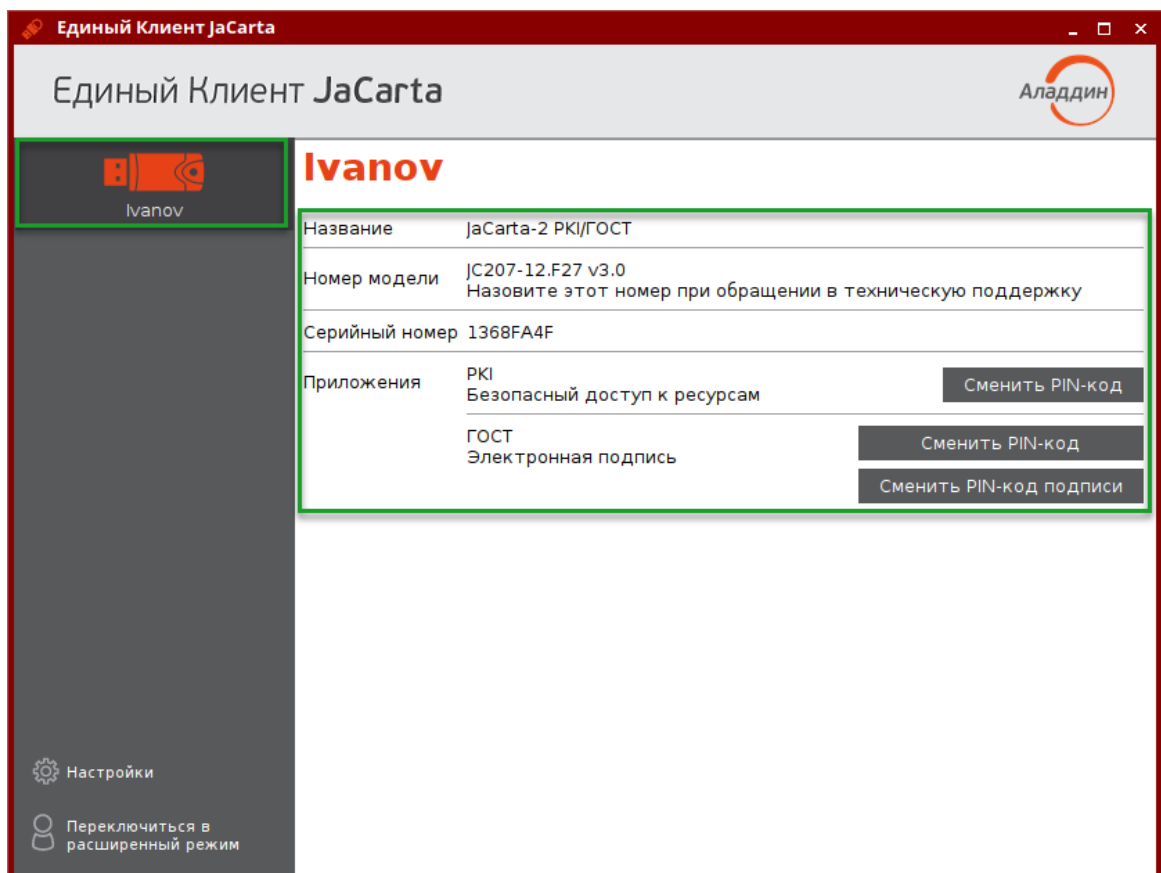 Единый Клиент JaCarta
Единый Клиент JaCarta
Аладдин
Ivanov
Ivanov
Название JaCarta-2 PKI/ГОСТ
Номер модели JC207-12.F27 v3.0
Назовите этот номер при обращении в техническую поддержку
Серийный номер 1368FA4F
Приложения PKI
Безопасный доступ к ресурсам
Сменить PIN-код
ГОСТ
Электронная подпись
Сменить PIN-код
Сменить PIN-код подписи
Настройки
Переключиться в
расширенный режим